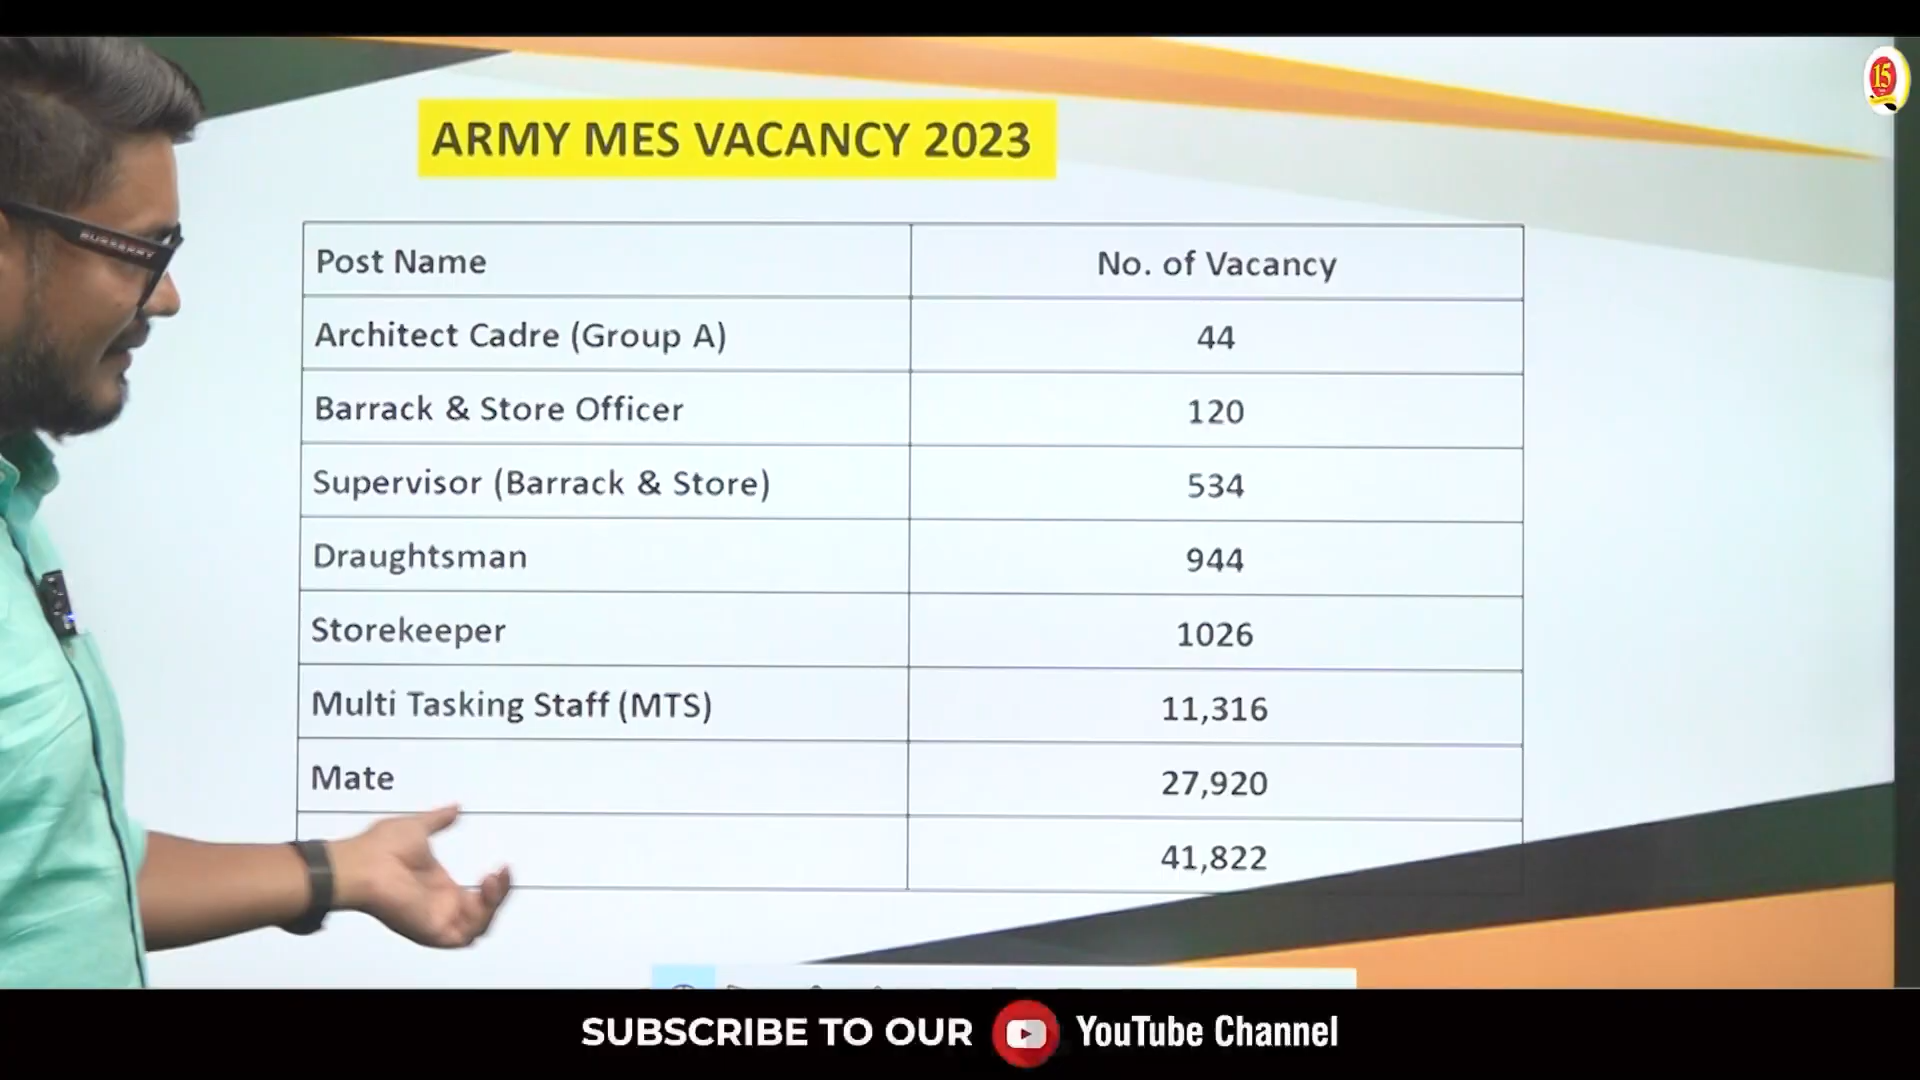 15
ARMY MES VACANCY 2023
Post Name No. of Vacancy
Architect Cadre (Group A) 44
Barrack & Store Officer 120
Supervisor (Barrack & Store) 534
Draughtsman 944
Storekeeper 1026
Multi Tasking Staff (MTS) 11,316
Mate 27,920
41,822
SUBSCRIBE TO OUR YouTube Channel